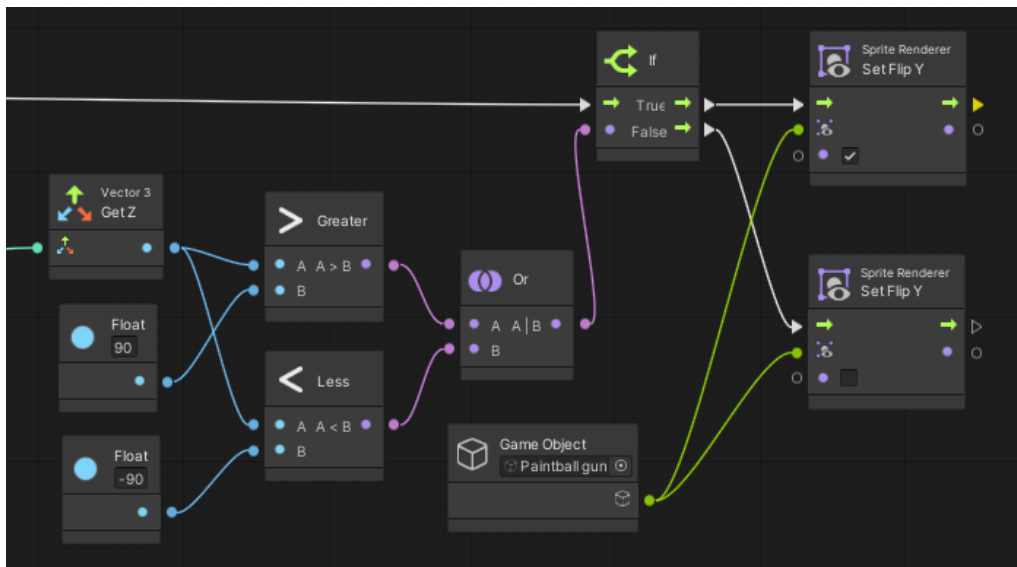 If
True
False
Sprite Renderer
Set Flip Y
Vector 3
Get Z
Greater
A A > B
B
Or
A A | B
B
Float
90
Less
A A < B
B
Float
-90
Game Object
Paintball gun
Sprite Renderer
Set Flip Y